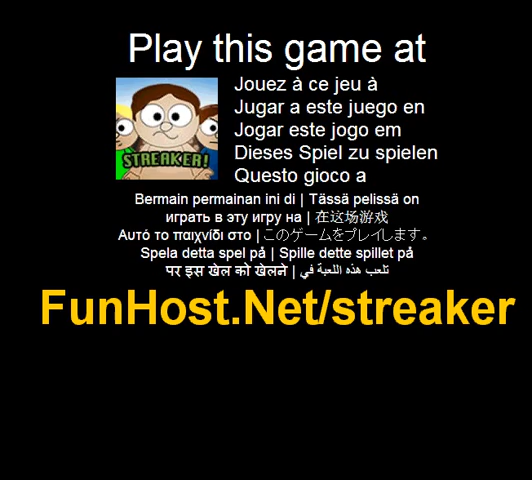 Play this game at
STREAKER!
Jouez à ce jeu à
Jugar a este juego en
Jogar este jogo em
Dieses Spiel zu spielen
Questo gioco a
Bermain permainan ini di | Tässä pelissä on
играть в эту игру на | 在这场游戏
Αυτό το παιχνίδι στο | このゲームをプレイします。
Spela detta spel på | Spille dette spillet på
पर इस खेल को खेलने | تلعب هذه اللعبة في
FunHost.Net/streaker